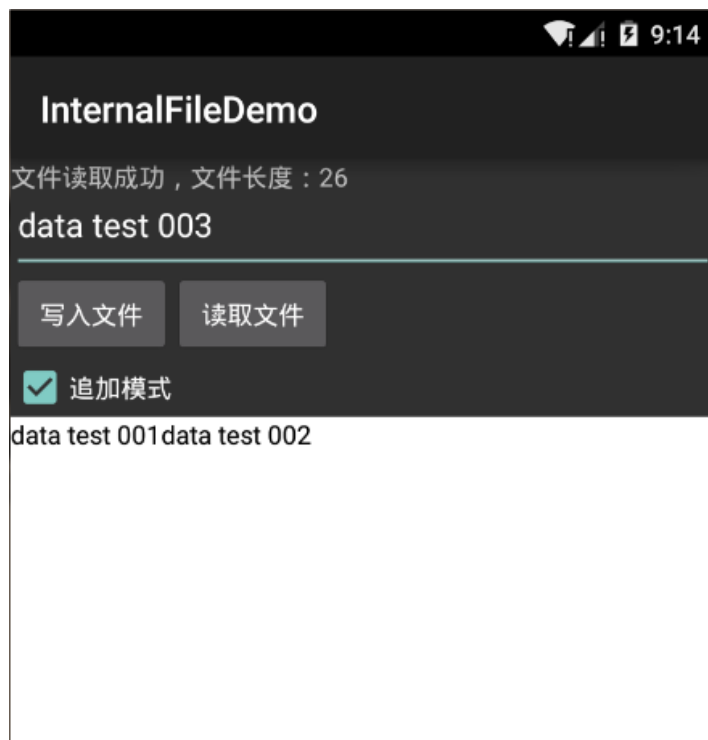 9:14
InternalFileDemo
文件读取成功，文件长度：26
data test 003
写入文件 读取文件
追加模式
data test 001data test 002